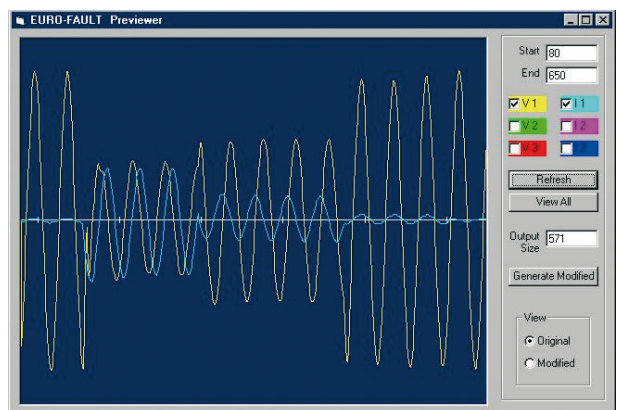 EURO-FAULT Previewer
Start 80
End 650
V 1
I 1
V 2
I 2
V 3
Refresh
View All
Output Size 571
Generate Modified
View
Original
Modified